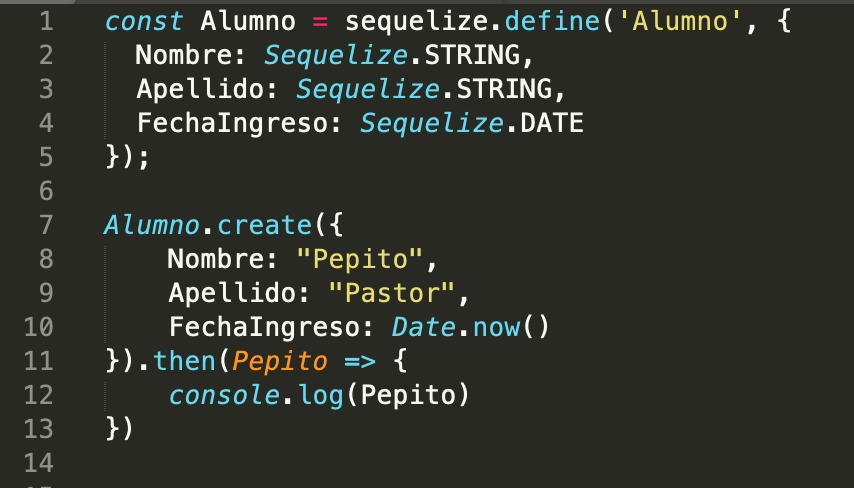 1 const Alumno = sequelize.define('Alumno', {
2 Nombre: Sequelize.STRING,
3 Apellido: Sequelize.STRING,
4 FechaIngreso: Sequelize.DATE
5 });
6
7 Alumno.create({
8 Nombre: "Pepito",
9 Apellido: "Pastor",
10 FechaIngreso: Date.now()
11 }).then(Pepito => {
12 console.log(Pepito)
13 })
14